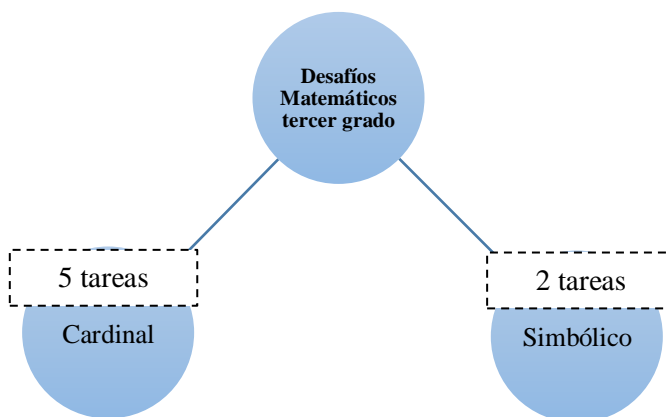 Desafíos
Matemáticos
tercer grado
5 tareas
Cardinal
2 tareas
Simbólico